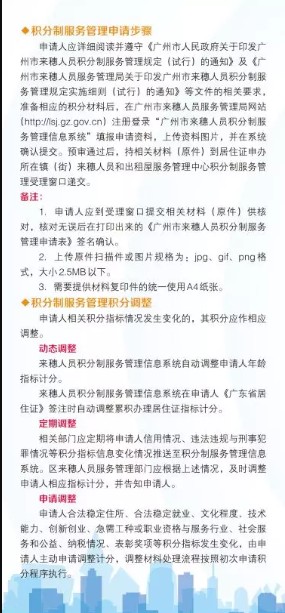 ◆积分制服务管理申请步骤
申请人应详细阅读并遵守《广州市人民政府关于印发广
州市来穗人员积分制服务管理规定（试行）的通知》及《广
州市来穗人员服务管理局关于印发广州市来穗人员积分制服
务管理规定实施细则（试行）的通知》等文件的相关要求，
准备相应的积分材料后，在广州市来穗人员服务管理局网站
(http://lsj.gz.gov.cn) 注册登录“广州市来穗人员积分制服
务管理信息系统”填报申请资料，上传资料图片，并在系统
确认提交。预审通过后，持相关材料（原件）到居住证申办
所在镇（街）来穗人员和出租屋服务管理中心积分制服务管
理受理窗口递交。
备注：
1. 申请人应到受理窗口提交相关材料（原件）供核
对，核对无误后在打印出来的《广州市来穗人员积分制服务
管理申请表》签名确认。
2. 上传原件扫描件或图片规格为：jpg、gif、png格
式，大小2.5MB以下。
3. 需要提供材料复印件的统一使用A4纸张。
◆积分制服务管理积分调整
申请人相关积分指标情况发生变化的，其积分应作相应
调整。
动态调整
来穗人员积分制服务管理信息系统自动调整申请人年龄
指标计分。
来穗人员积分制服务管理信息系统在申请人《广东省居
住证》签注时自动调整累积办理居住证指标计分。
定期调整
相关部门应定期将申请人信用情况、违法违规与刑事犯
罪情况等积分指标信息变化情况推送至积分制服务管理信息
系统。区来穗人员服务管理部门应根据上述情况，及时调整
申请人相应指标计分，并告知申请人。
申请调整
申请人合法稳定住所、合法稳定就业、文化程度、技术
能力、创新创业、急需工种或职业资格与服务行业、社会服
务和公益、纳税情况、表彰奖项等积分指标发生变化，由申
请人主动申请调整计分，调整材料处理流程按照初次申请积
分程序执行。